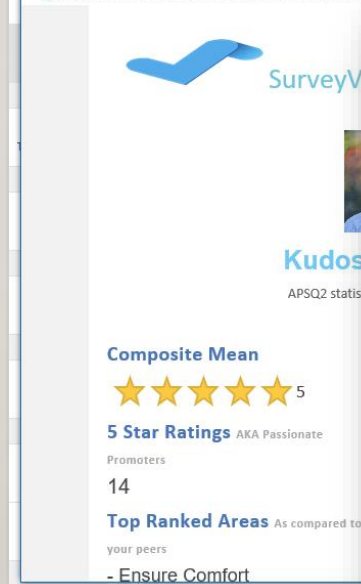 SurveyV
Kudos
APSQ2 statis
Composite Mean
5
5 Star Ratings AKA Passionate
Promoters
14
Top Ranked Areas As compared to
your peers
- Ensure Comfort